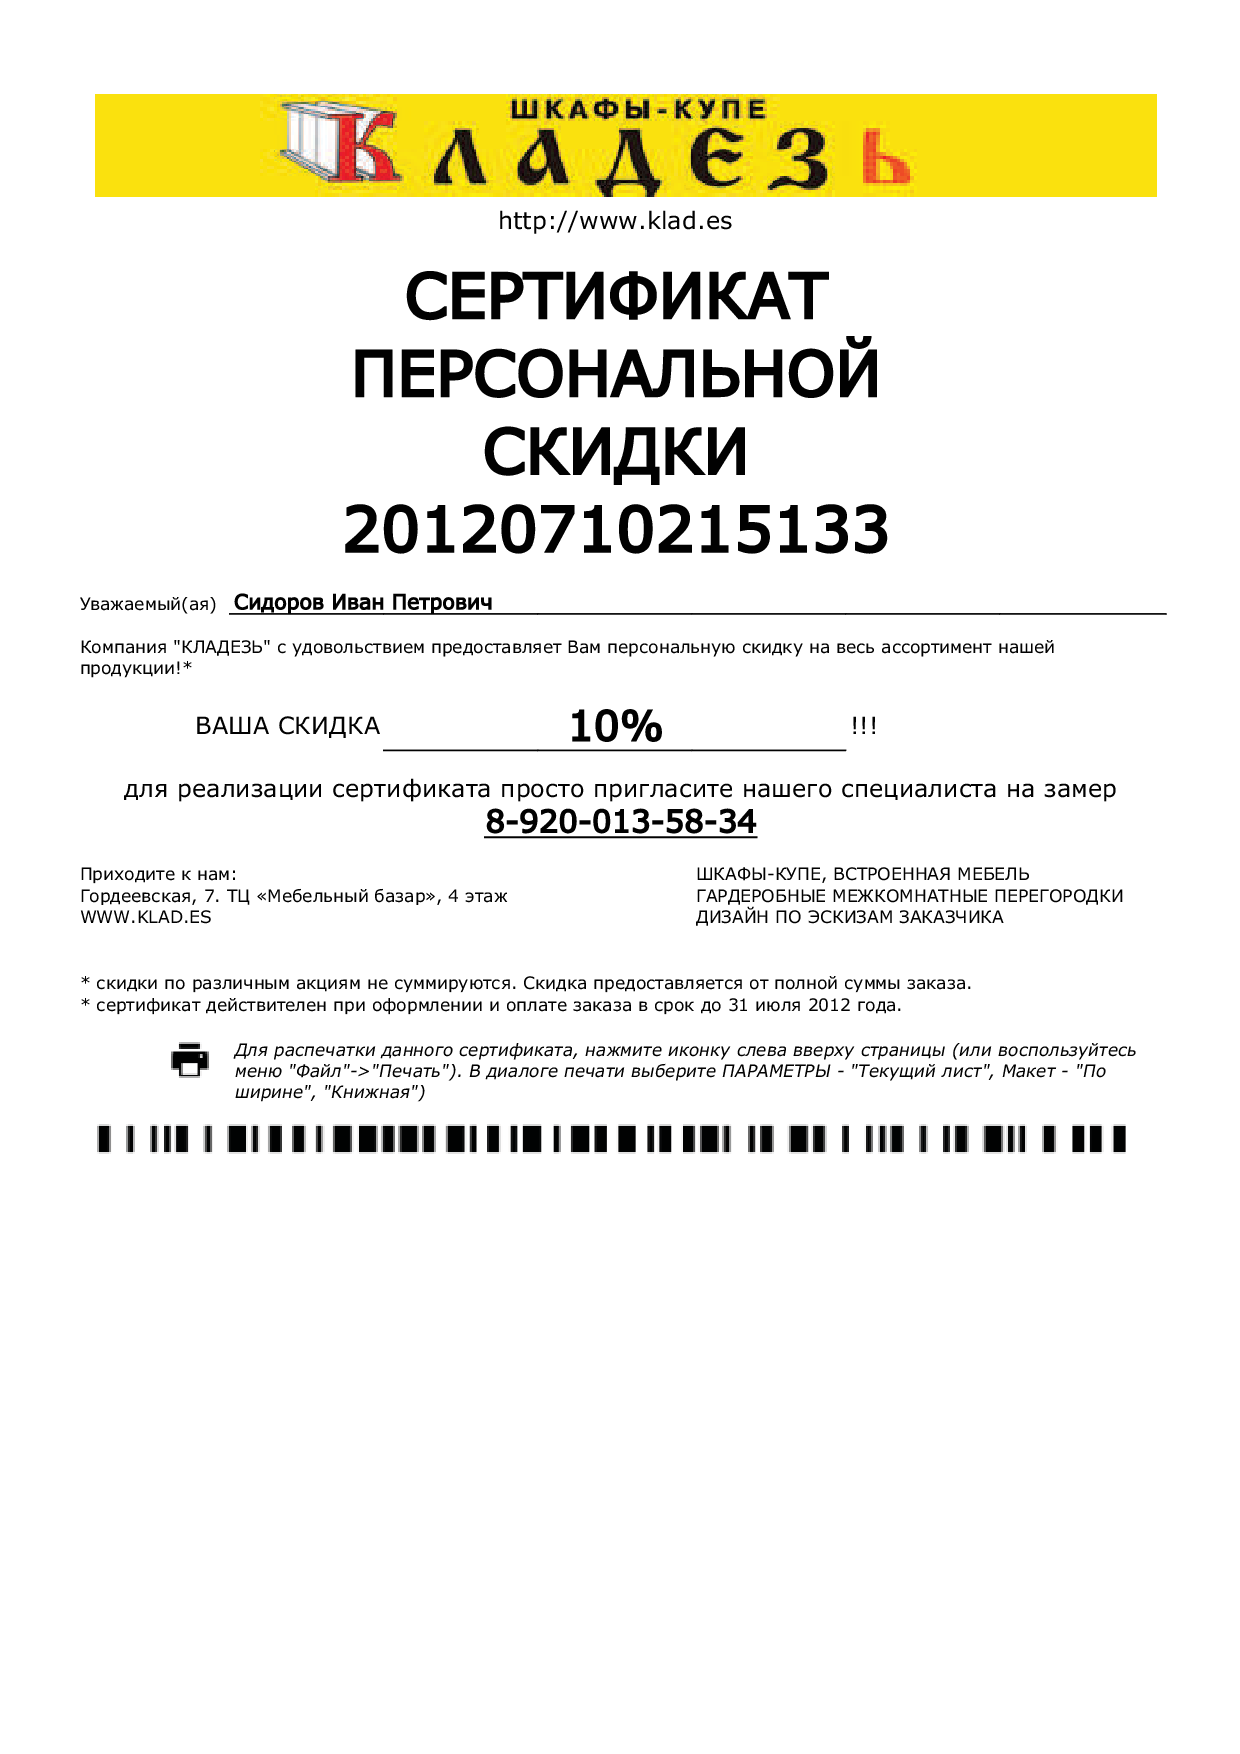 ШКАФЫ-КУПЕ
КЛАДЕЗЬ
http://www.klad.es
СЕРТИФИКАТ
ПЕРСОНАЛЬНОЙ
СКИДКИ
20120710215133
Уважаемый(ая) Сидоров Иван Петрович
Компания "КЛАДЕЗЬ" с удовольствием предоставляет Вам персональную скидку на весь ассортимент нашей
продукции!*
ВАША СКИДКА 10% !!!
для реализации сертификата просто пригласите нашего специалиста на замер
8-920-013-58-34
Приходите к нам:
Гордеевская, 7. ТЦ «Мебельный базар», 4 этаж
WWW.KLAD.ES
ШКАФЫ-КУПЕ, ВСТРОЕННАЯ МЕБЕЛЬ
ГАРДЕРОБНЫЕ МЕЖКОМНАТНЫЕ ПЕРЕГОРОДКИ
ДИЗАЙН ПО ЭСКИЗАМ ЗАКАЗЧИКА
* скидки по различным акциям не суммируются. Скидка предоставляется от полной суммы заказа.
* сертификат действителен при оформлении и оплате заказа в срок до 31 июля 2012 года.
Для распечатки данного сертификата, нажмите иконку слева вверху страницы (или воспользуйтесь
меню "Файл"->"Печать"). В диалоге печати выберите ПАРАМЕТРЫ - "Текущий лист", Макет - "По
ширине", "Книжная")